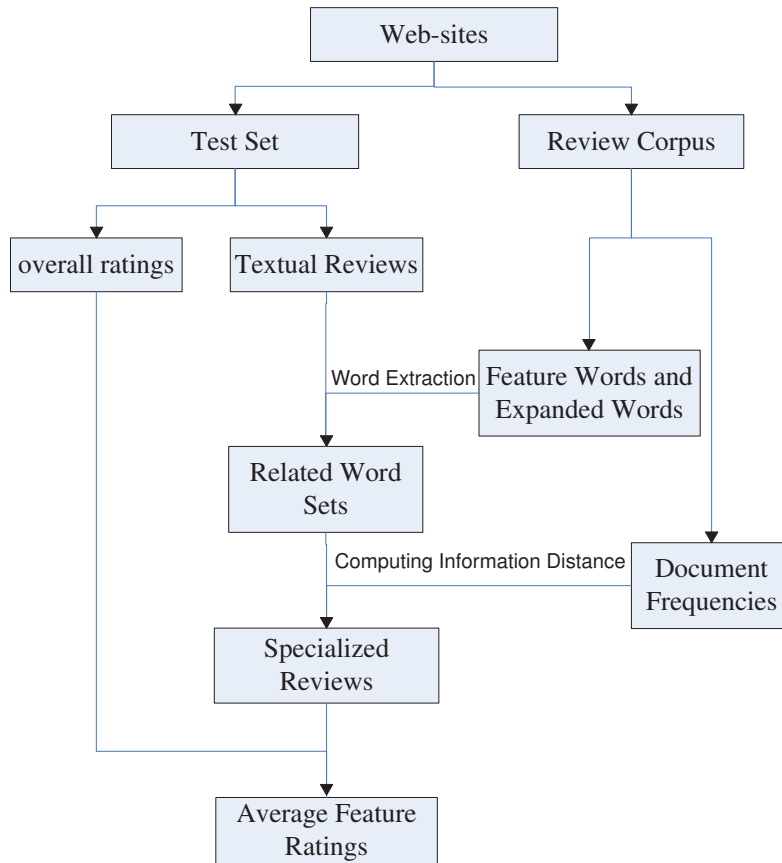 Web-sites
Test Set
Review Corpus
overall ratings
Textual Reviews
Word Extraction
Feature Words and
Expanded Words
Related Word
Sets
Computing Information Distance
Document
Frequencies
Specialized
Reviews
Average Feature
Ratings